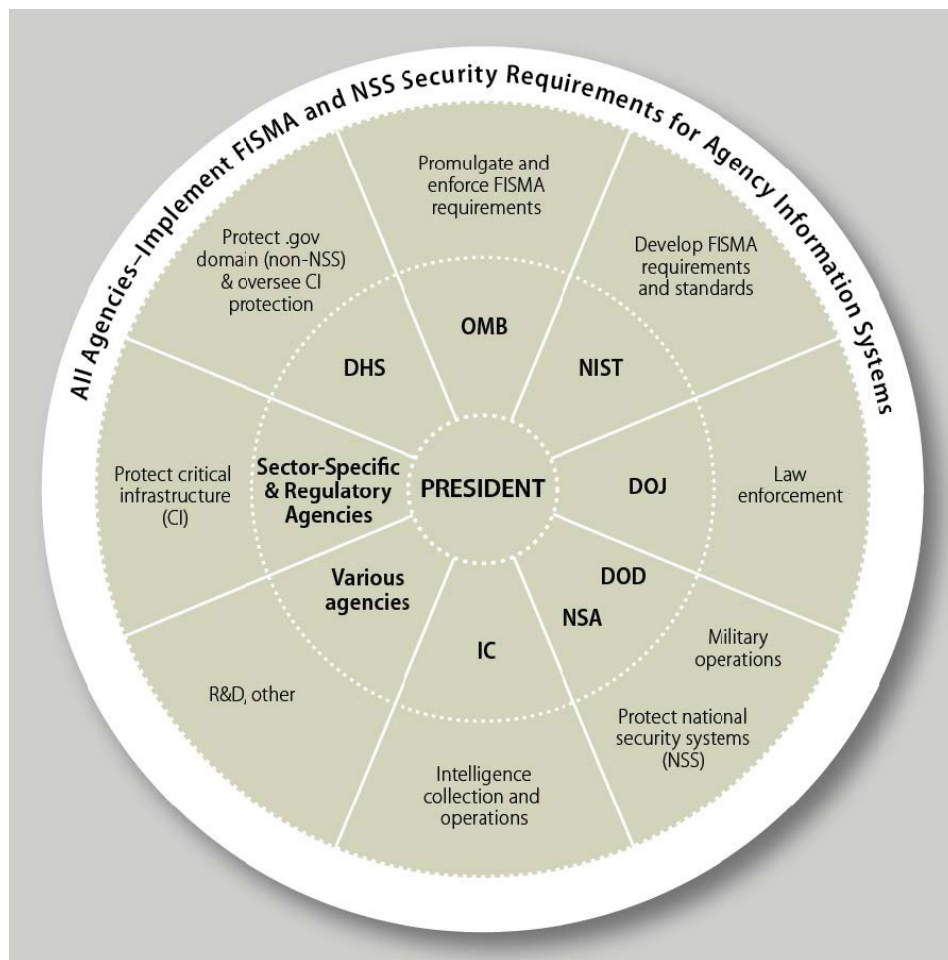 All Agencies–Implement FISMA and NSS Security Requirements for Agency Information Systems
Promulgate and
enforce FISMA
requirements
Protect .gov
domain (non-NSS)
& oversee CI
protection
Develop FISMA
requirements
and standards
OMB
DHS
NIST
Protect critical
infrastructure
(CI)
Sector-Specific
& Regulatory
Agencies
PRESIDENT
DOJ
Law
enforcement
Various
agencies
DOD
NSA
IC
Military
operations
R&D, other
Protect national
security systems
(NSS)
Intelligence
collection and
operations